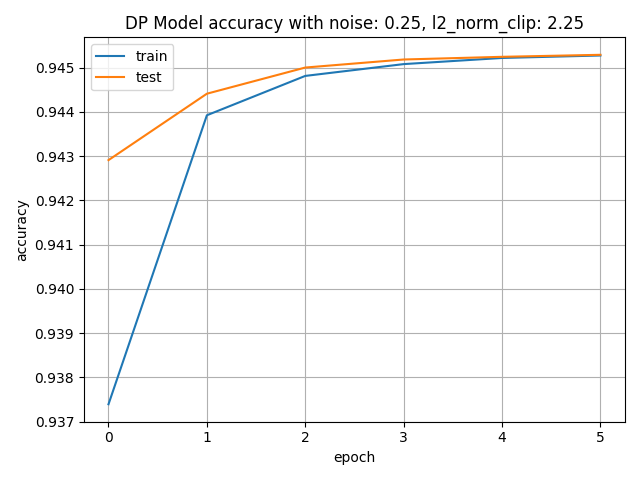 DP Model accuracy with noise: 0.25, l2_norm_clip: 2.25
train
test
accuracy
0.945
0.944
0.943
0.942
0.941
0.940
0.939
0.938
0.937
0 1 2 3 4 5
epoch